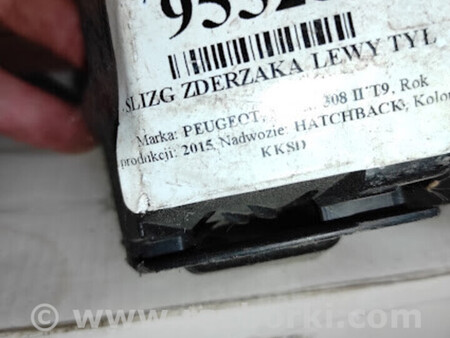 ŚLIZG ZDERZAKA LEWY TYŁ
Marka: PEUGEOT, 308 II T9, Rok
produkcji: 2015, Nadwozie: HATCHBACK, Kolor
KKSD